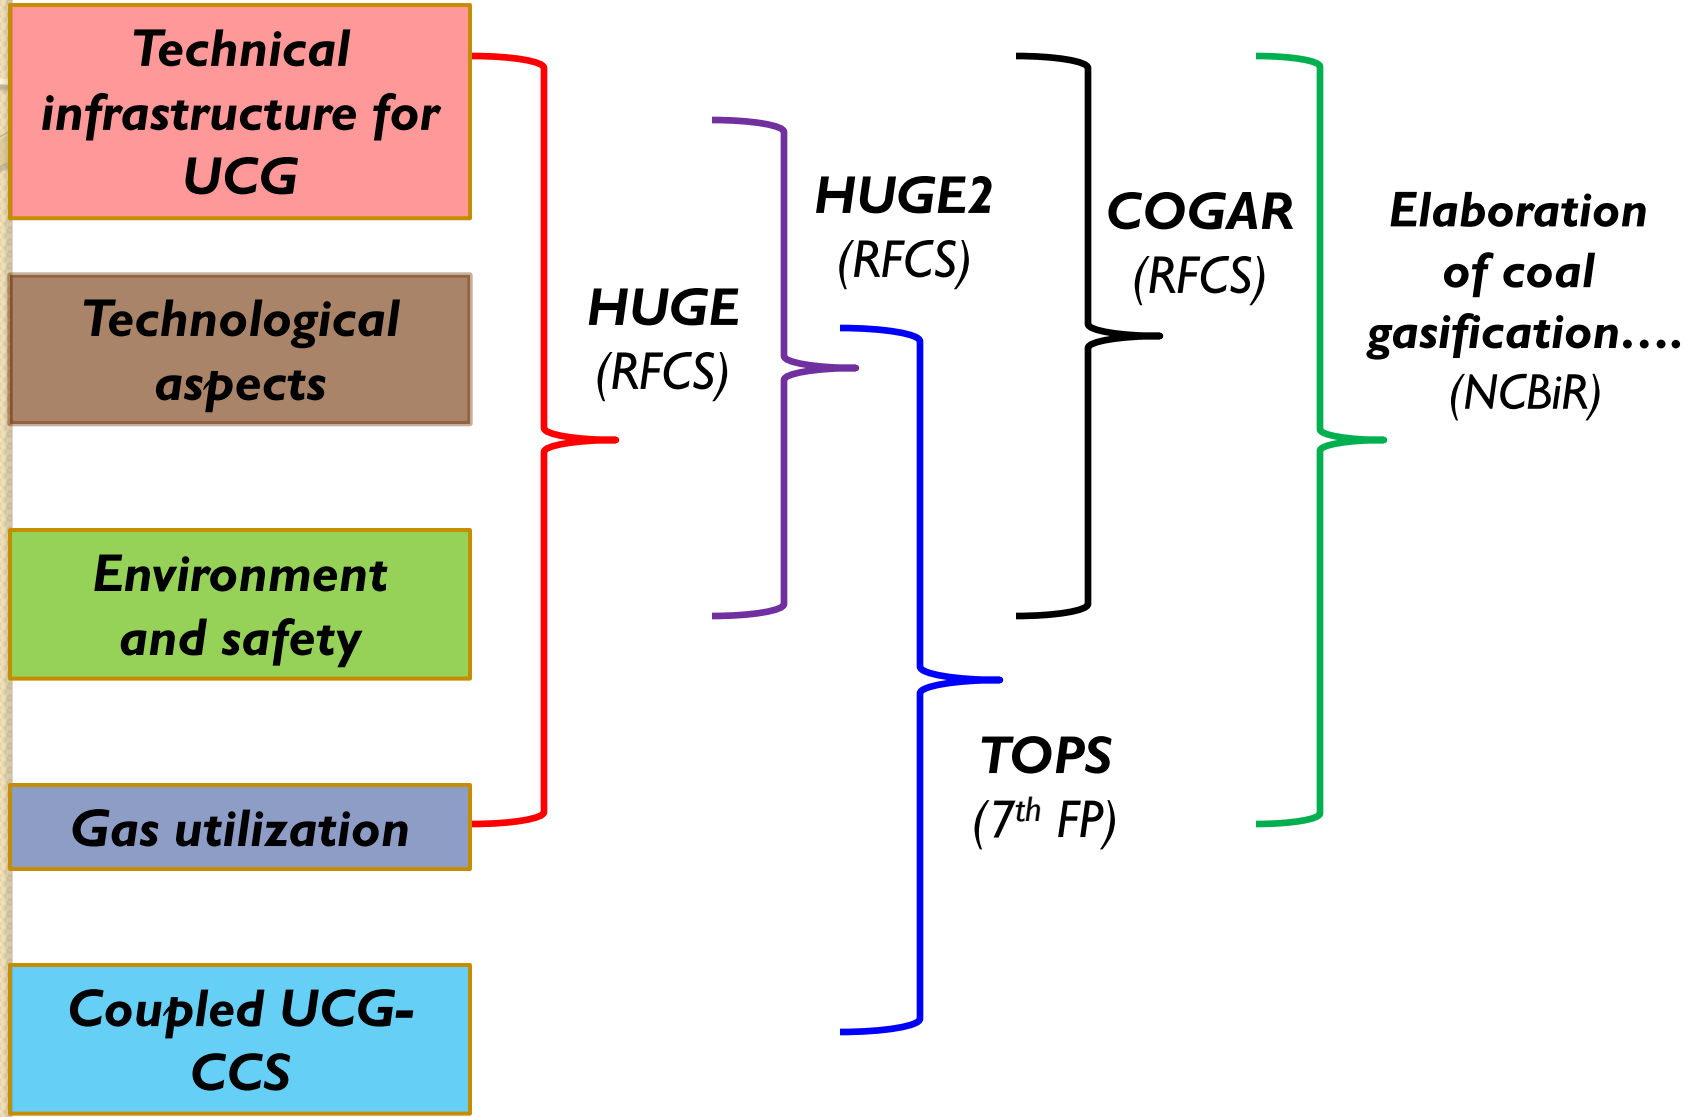 Technical
infrastructure for
UCG
Technological
aspects
Environment
and safety
Gas utilization
Coupled UCG-
CCS
HUGE
(RFCS)
HUGE2
(RFCS)
TOPS
(7th FP)
COGAR
(RFCS)
Elaboration
of coal
gasification....
(NCBiR)